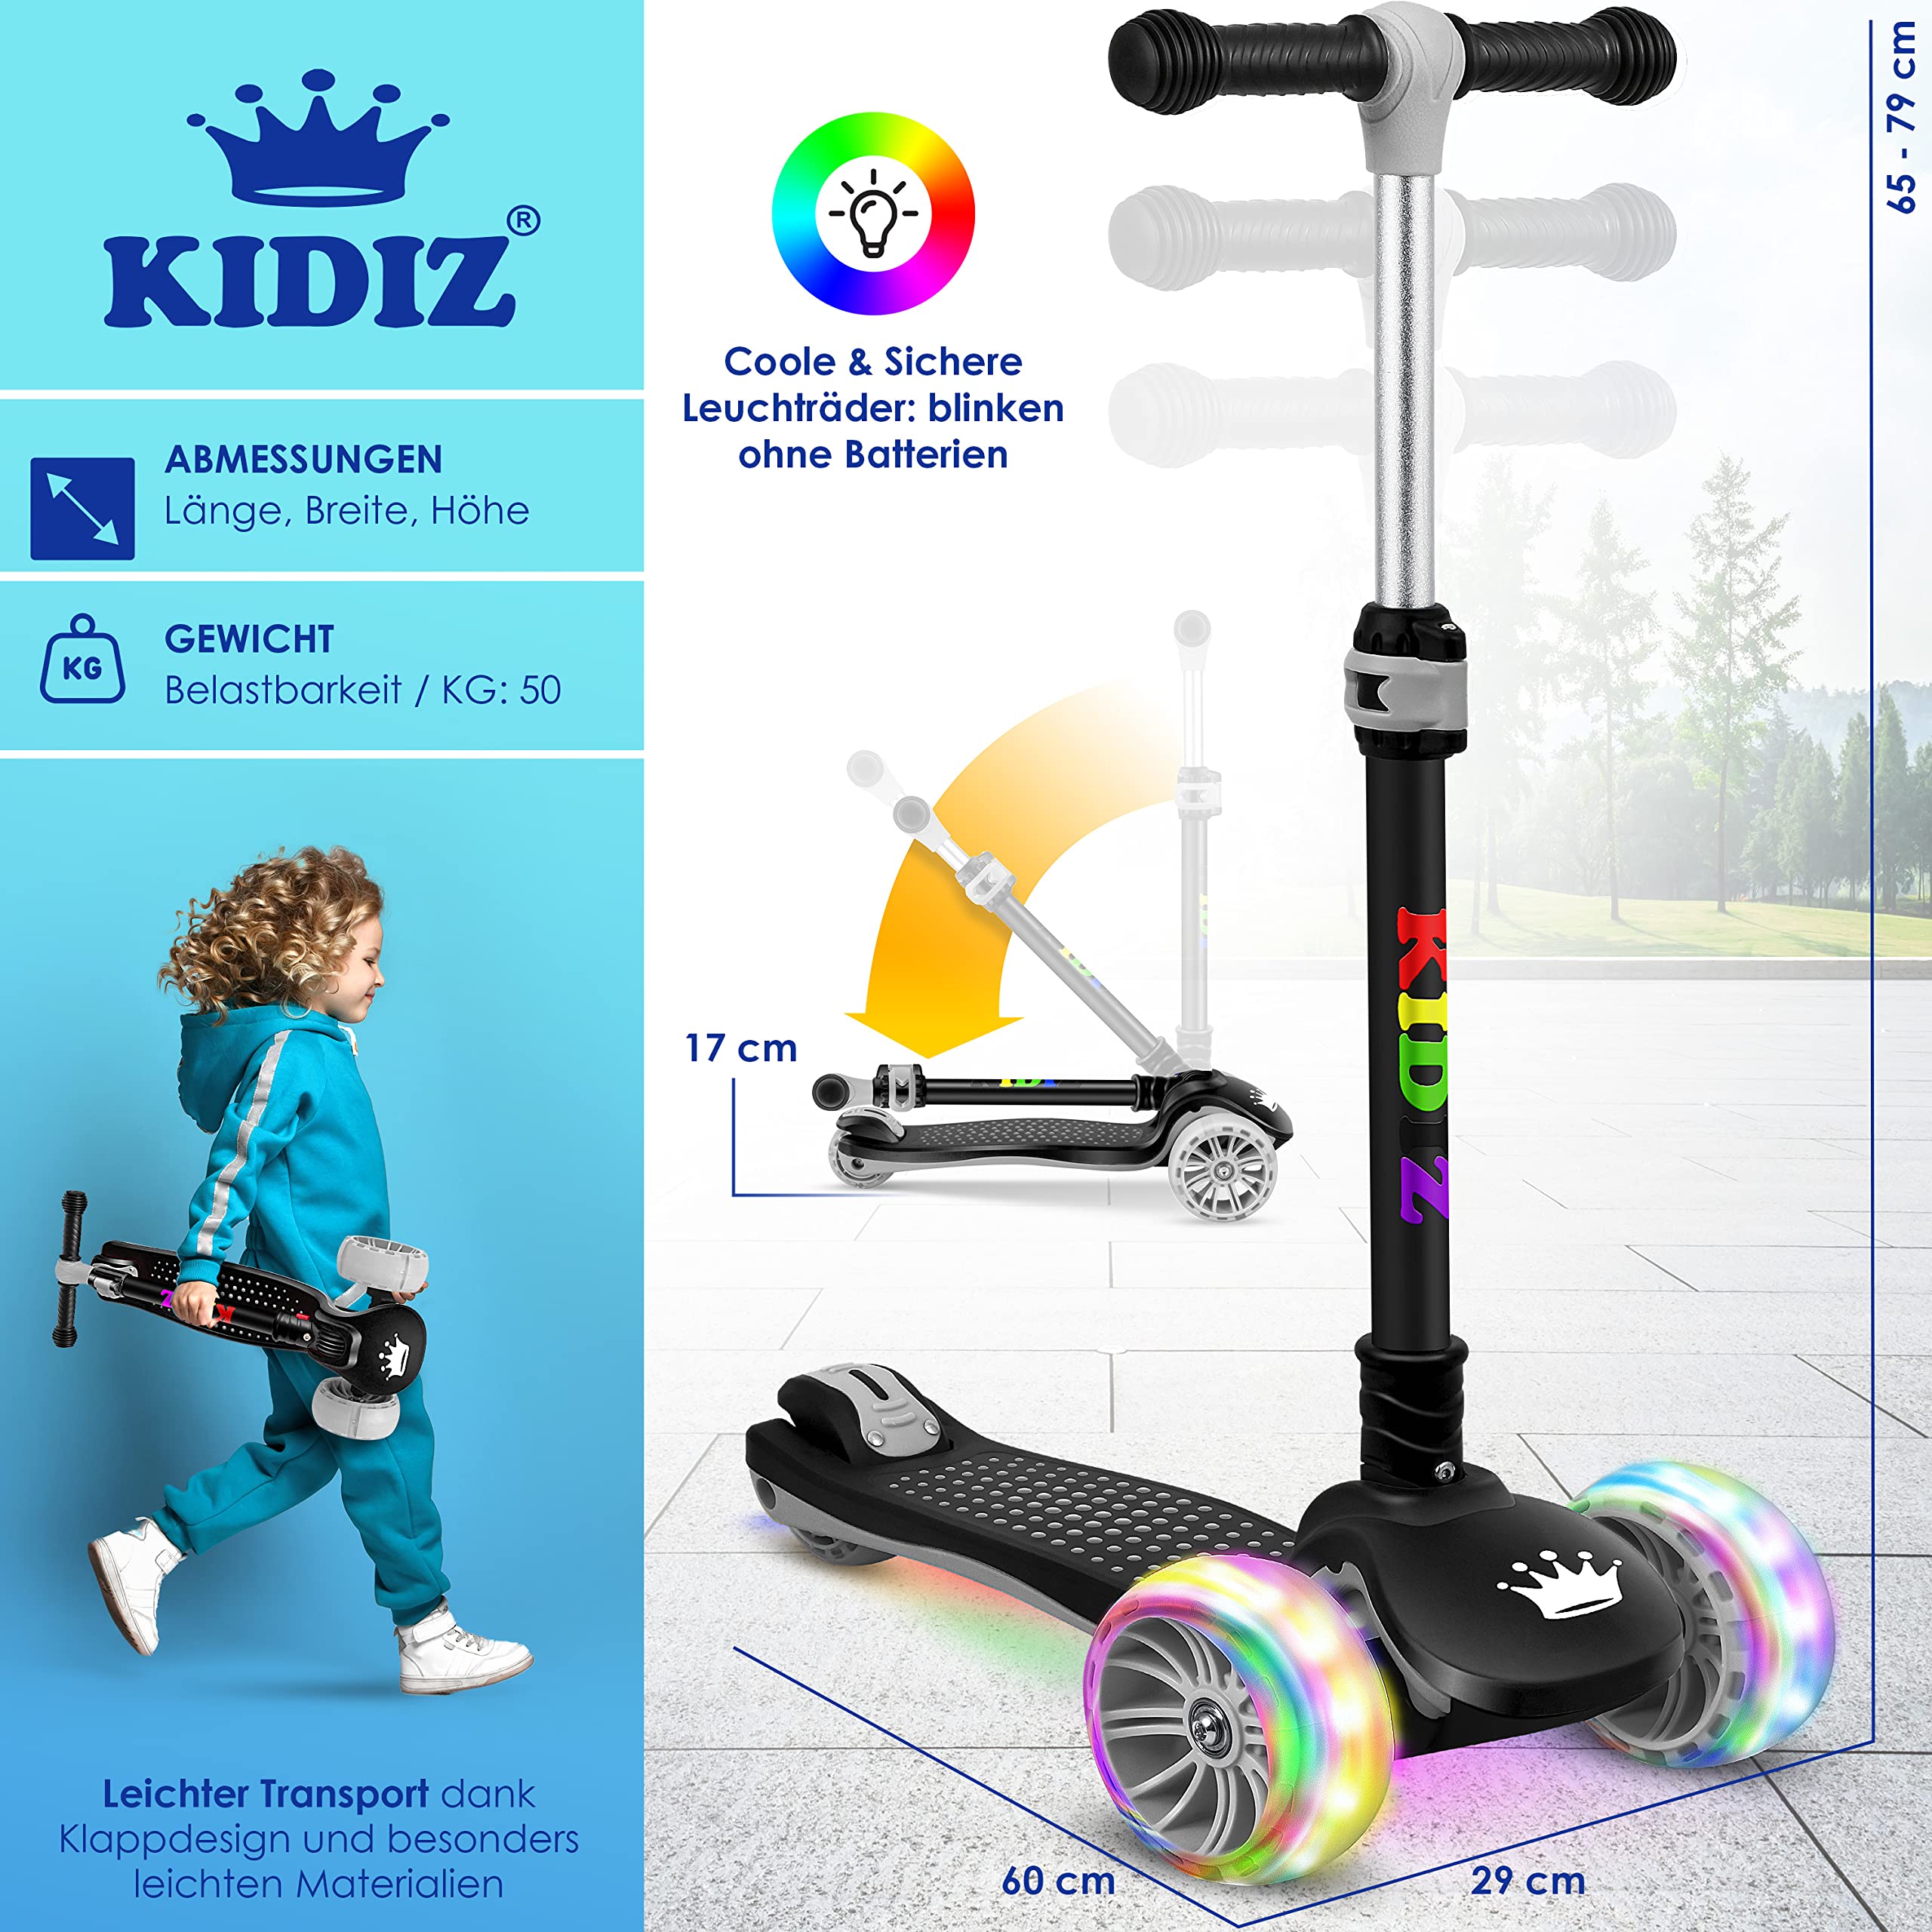 KIDIZ®
ABMESSUNGEN
Länge, Breite, Höhe
KG
GEWICHT
Belastbarkeit / KG: 50
Leichter Transport dank
Klappdesign und besonders
leichten Materialien
Coole & Sichere
Leuchträder: blinken
ohne Batterien
65 - 79 cm
17 cm
KIDIZ
60 cm
29 cm